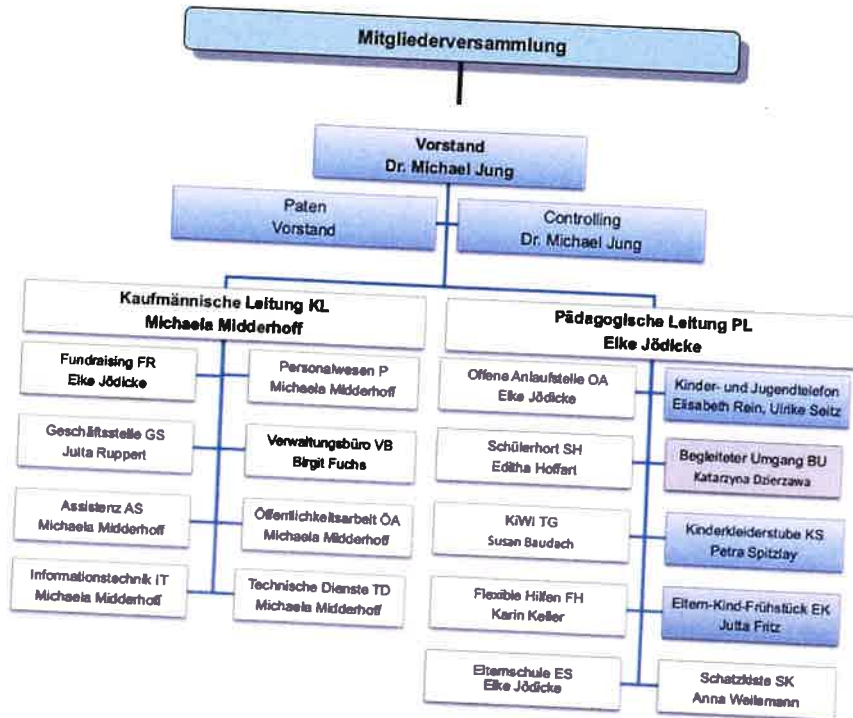 Mitgliederversammlung
Vorstand
Dr. Michael Jung
Paten
Vorstand
Controlling
Dr. Michael Jung
Kaufmännische Leitung KL
Michaela Midderhoff
Pädagogische Leitung PL
Elke Jödicke
Fundraising FR
Elke Jödicke
Personalwesen P
Michaela Midderhoff
Geschäftsstelle GS
Julta Ruppert
Verwaltungsbüro VB
Birgit Fuchs
Assistenz AS
Michaela Midderhoff
Öffentlichkeitsarbeit ÖA
Michaela Midderhoff
Informationstechnik IT
Michaela Midderhoff
Technische Dienste TD
Michaela Midderhoff
Offene Anlaufstelle OA
Elke Jödicke
Kinder- und Jugendtelefon
Elisabeth Rein, Ulrike Seitz
Schülerhort SH
Editha Hoffart
Begleiteter Umgang BU
Katarzyna Dzierzawa
KiWi TG
Susan Baudach
Kinderkleiderstube KS
Petra Spitzlay
Flexible Hilfen FH
Karin Keller
Eltern-Kind-Frühstück EK
Jutta Fritz
Elternschule ES
Elke Jödicke
Schatzkiste SK
Anna Weilsmann